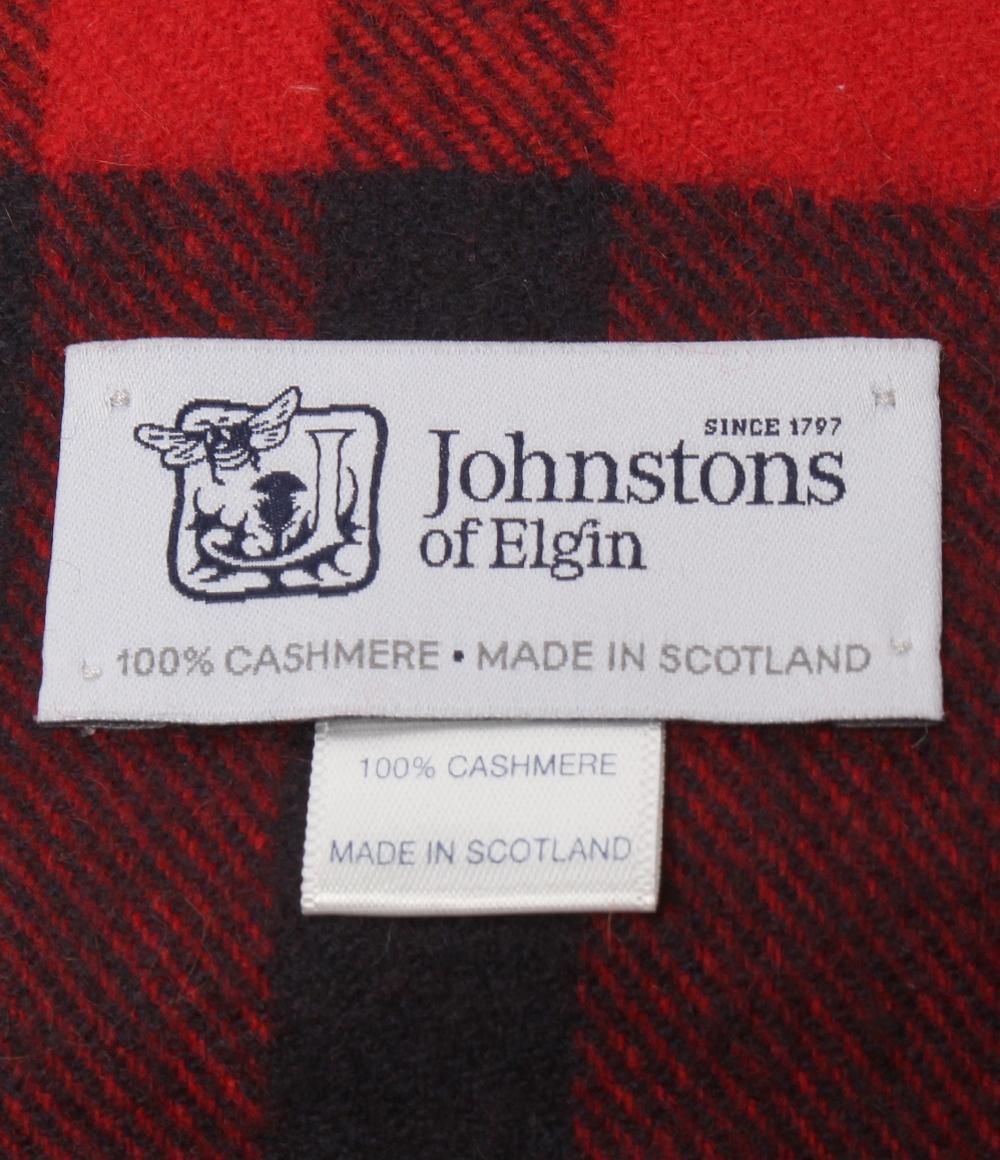 SINCE 1797
Johnstons
of Elgin
100% CASHMERE • MADE IN SCOTLAND
100% CASHMERE
MADE IN SCOTLAND